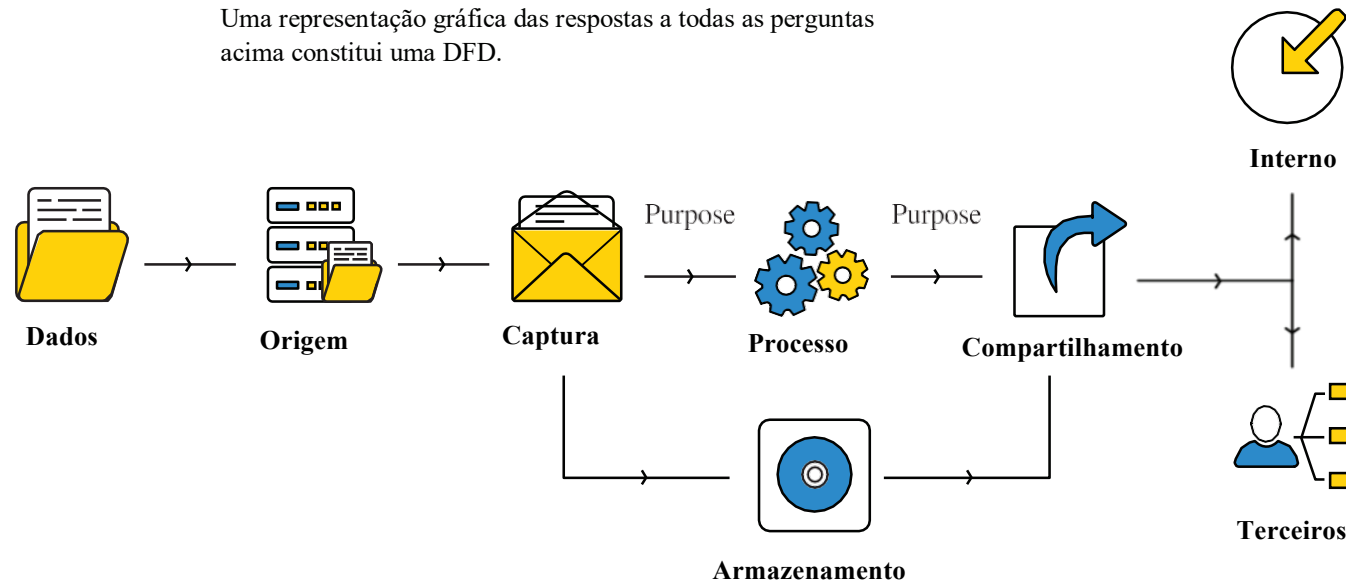 Uma representação gráfica das respostas a todas as perguntas
acima constitui uma DFD.
Interno
Purpose
Purpose
Dados
Origem
Captura
Processo
Compartilhamento
Terceiros
Armazenamento